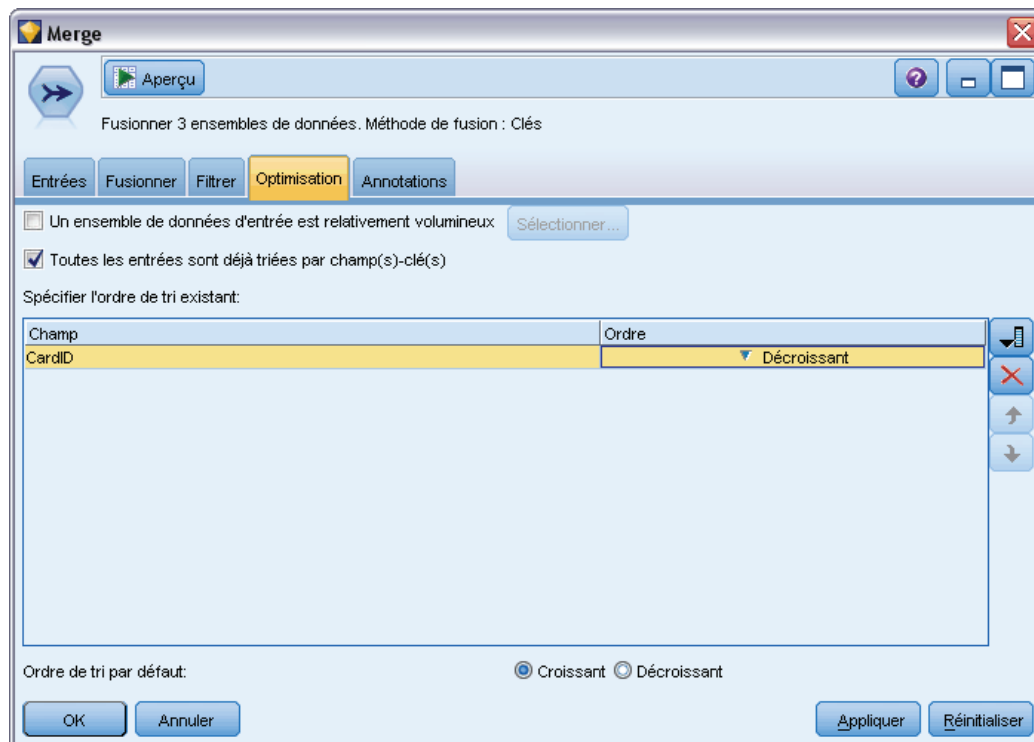 Merge
Aperçu
Fusionner 3 ensembles de données. Méthode de fusion : Clés
Entrées Fusionner Filtrer Optimisation Annotations
Un ensemble de données d'entrée est relativement volumineux Sélectionner...
Toutes les entrées sont déjà triées par champ(s)-clé(s)
Spécifier l'ordre de tri existant:
Champ Ordre
CardID Décroissant
Ordre de tri par défaut: Croissant Décroissant
OK Annuler Appliquer Réinitialiser